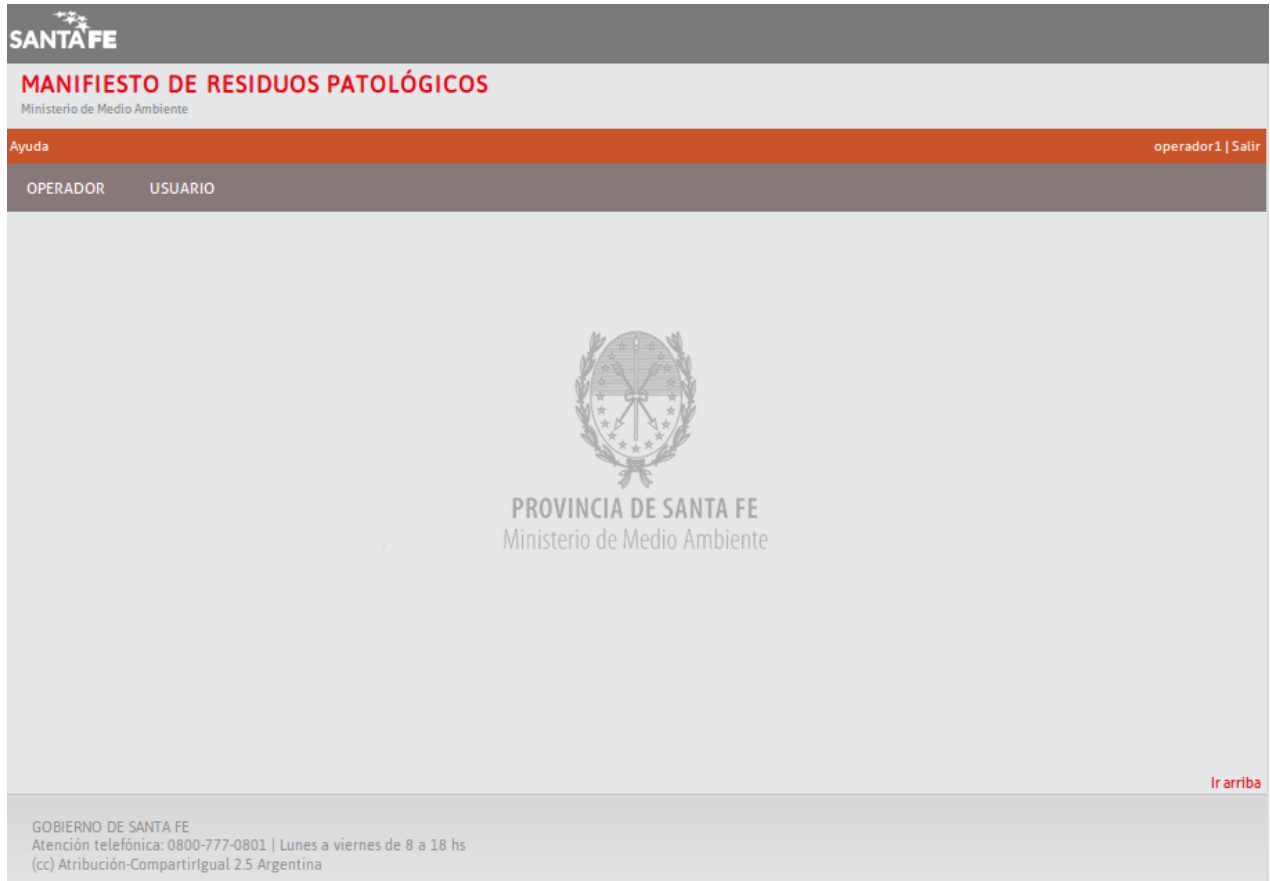 SANTAFE
MANIFIESTO DE RESIDUOS PATOLÓGICOS
Ministerio de Medio Ambiente
Ayuda
operador1 | Salir
OPERADOR
USUARIO
PROVINCIA DE SANTA FE
Ministerio de Medio Ambiente
Ir arriba
GOBIERNO DE SANTA FE
Atención telefónica: 0800-777-0801 | Lunes a viernes de 8 a 18 hs
(cc) Atribución-CompartirIgual 2.5 Argentina